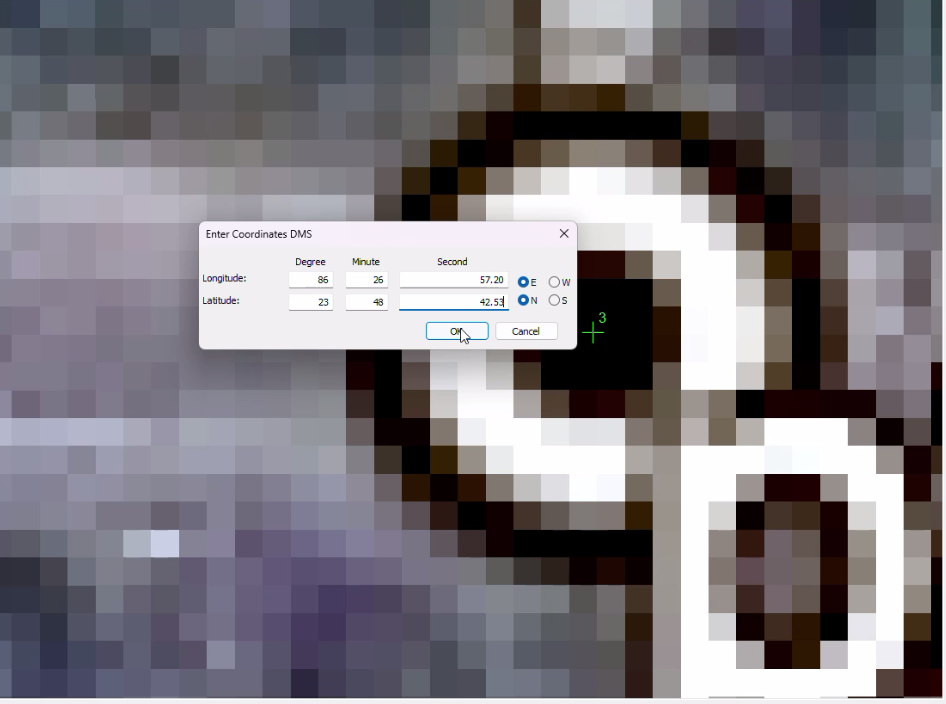 Enter Coordinates DMS
Degree Minute Second
Longitude: 86 26 57.20 E W
Latitude: 23 48 42.53 N S
OK Cancel
3